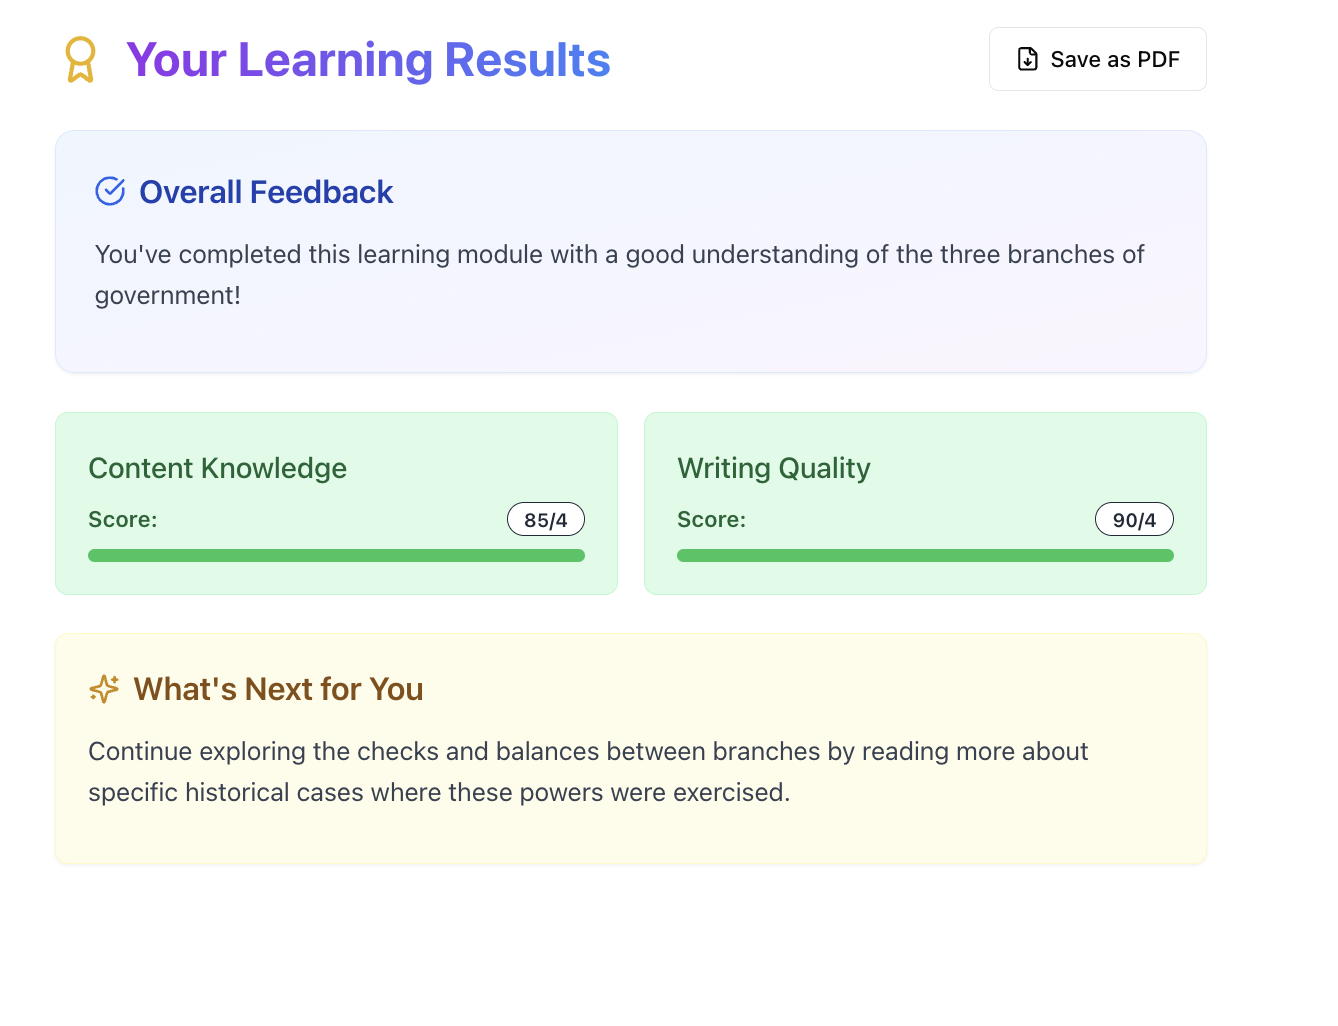 Your Learning Results
Save as PDF
Overall Feedback
You've completed this learning module with a good understanding of the three branches of
government!
Content Knowledge
Score:
85/4
Writing Quality
Score:
90/4
What's Next for You
Continue exploring the checks and balances between branches by reading more about
specific historical cases where these powers were exercised.